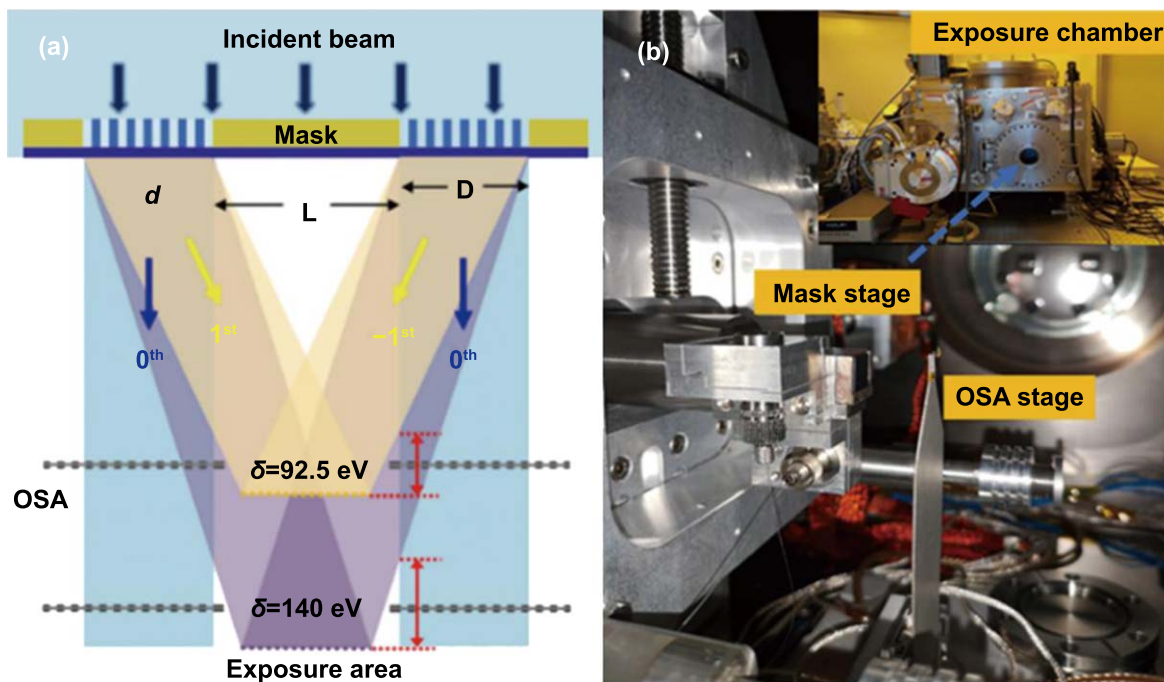 (a)
Incident beam
Mask
d
L
D
1ˢᵗ
−1ˢᵗ
0ᵗʰ
0ᵗʰ
δ=92.5 eV
OSA
δ=140 eV
Exposure area
(b)
Exposure chamber
Mask stage
OSA stage